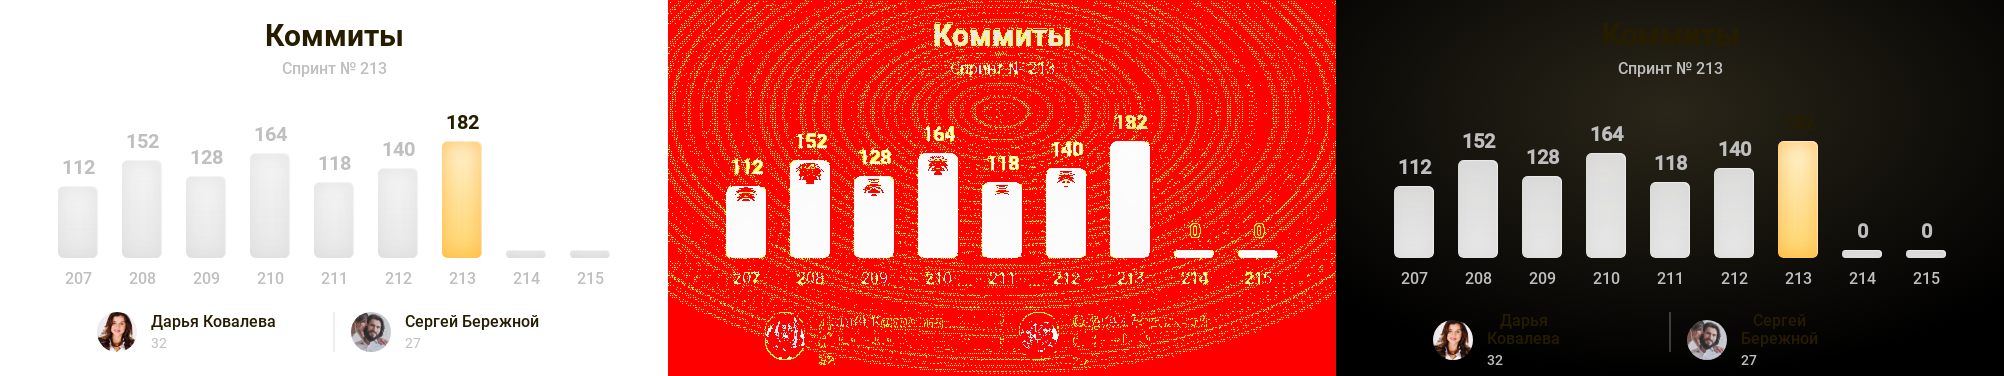 Коммиты
Спринт № 213
112 152 128 164 118 140 182
207 208 209 210 211 212 213 214 215
Дарья Ковалева
32
Сергей Бережной
27
Коммиты
Спринт № 213
112 152 128 164 118 140 182 0 0
207 208 209 210 211 212 213 214 215
32
Коммиты
Спринт № 213
112 152 128 164 118 140 0 0
207 208 209 210 211 212 213 214 215
Дарья
Ковалева
32
Сергей
Бережной
27